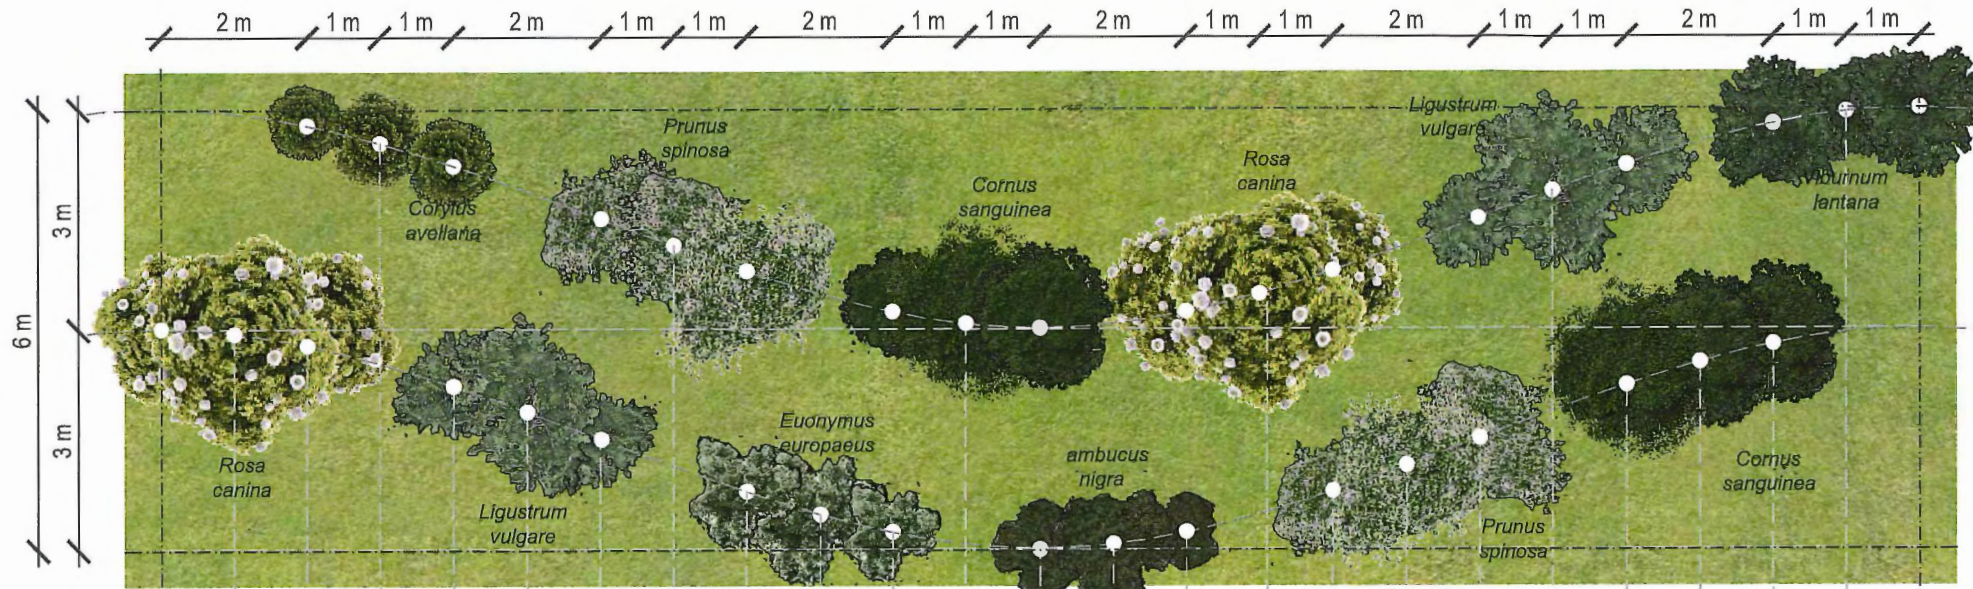 2 m 1 m 1 m 2 m 1 m 1 m 2 m 1 m 1 m 2 m 1 m 1 m 2 m 1 m 1 m 2 m 1 m 1 m
Ligustrum
vulgare
Prunus
spinosa
Rosa
canina
Cornus
sanguinea
Viburnum
lantana
Corylus
avellana
3 m
6 m
3 m
Euonymus
europaeus
ambucus
nigra
Cornus
sanguinea
Rosa
canina
Ligustrum
vulgare
Prunus
spinosa